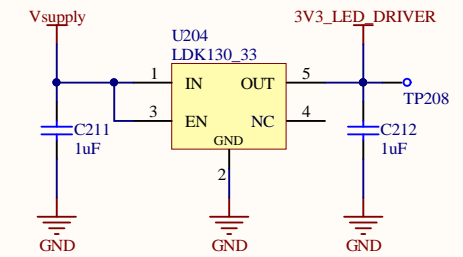 Vsupply
3V3_LED_DRIVER
U204
LDK130_33
1 IN OUT 5
TP208
3 EN NC 4
C211
1uF
GND
2
C212
1uF
GND
GND
GND